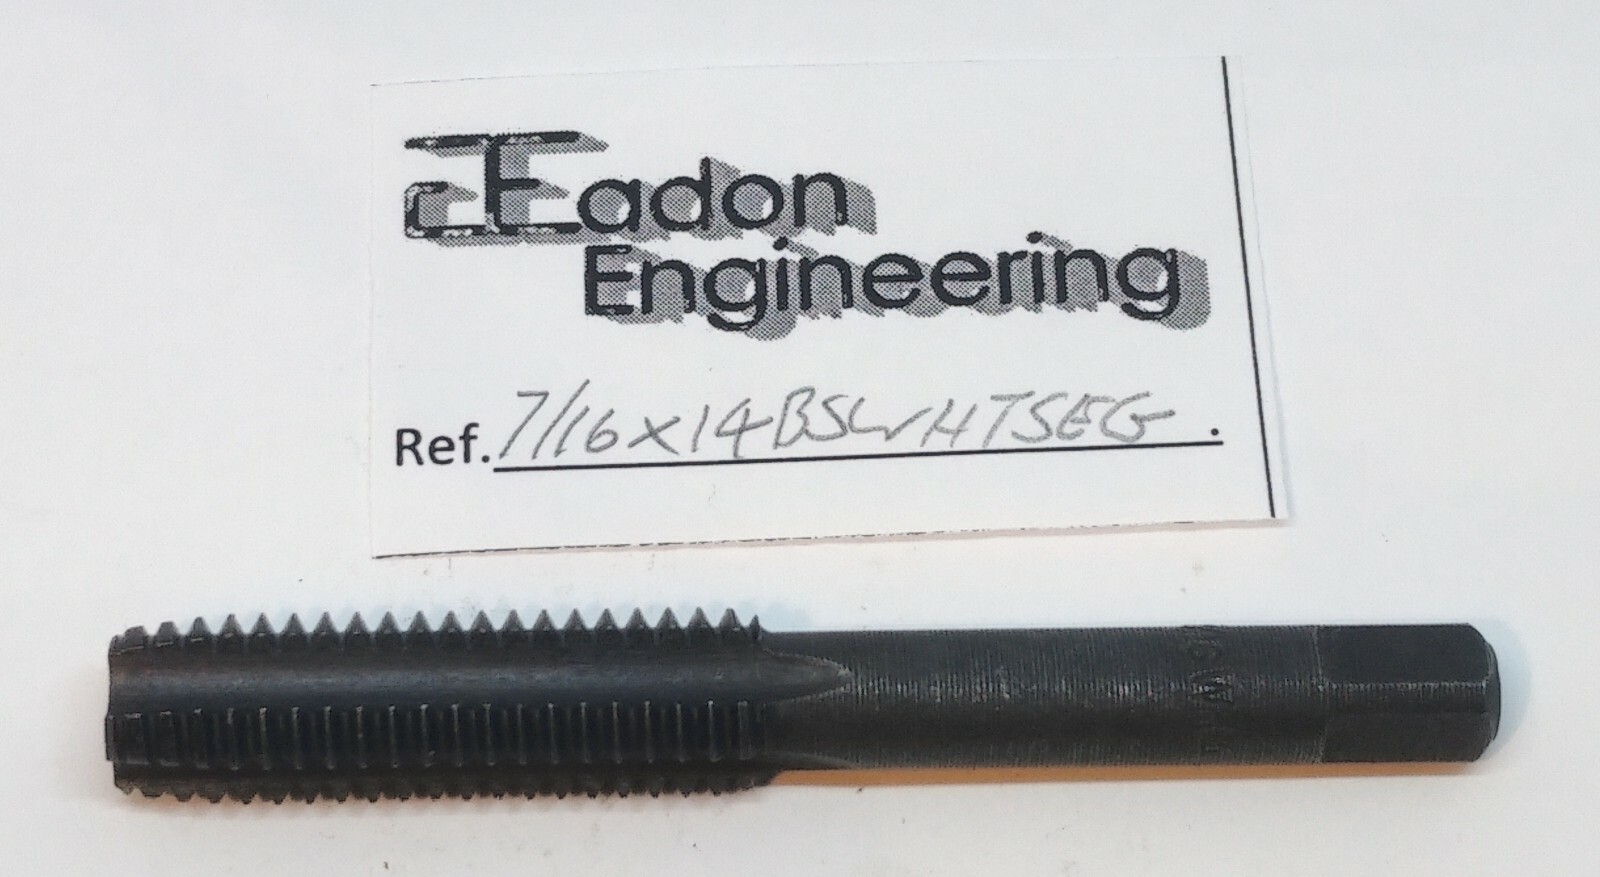 Eadon
Engineering
Ref. 7/16x14BSWHTSEG.